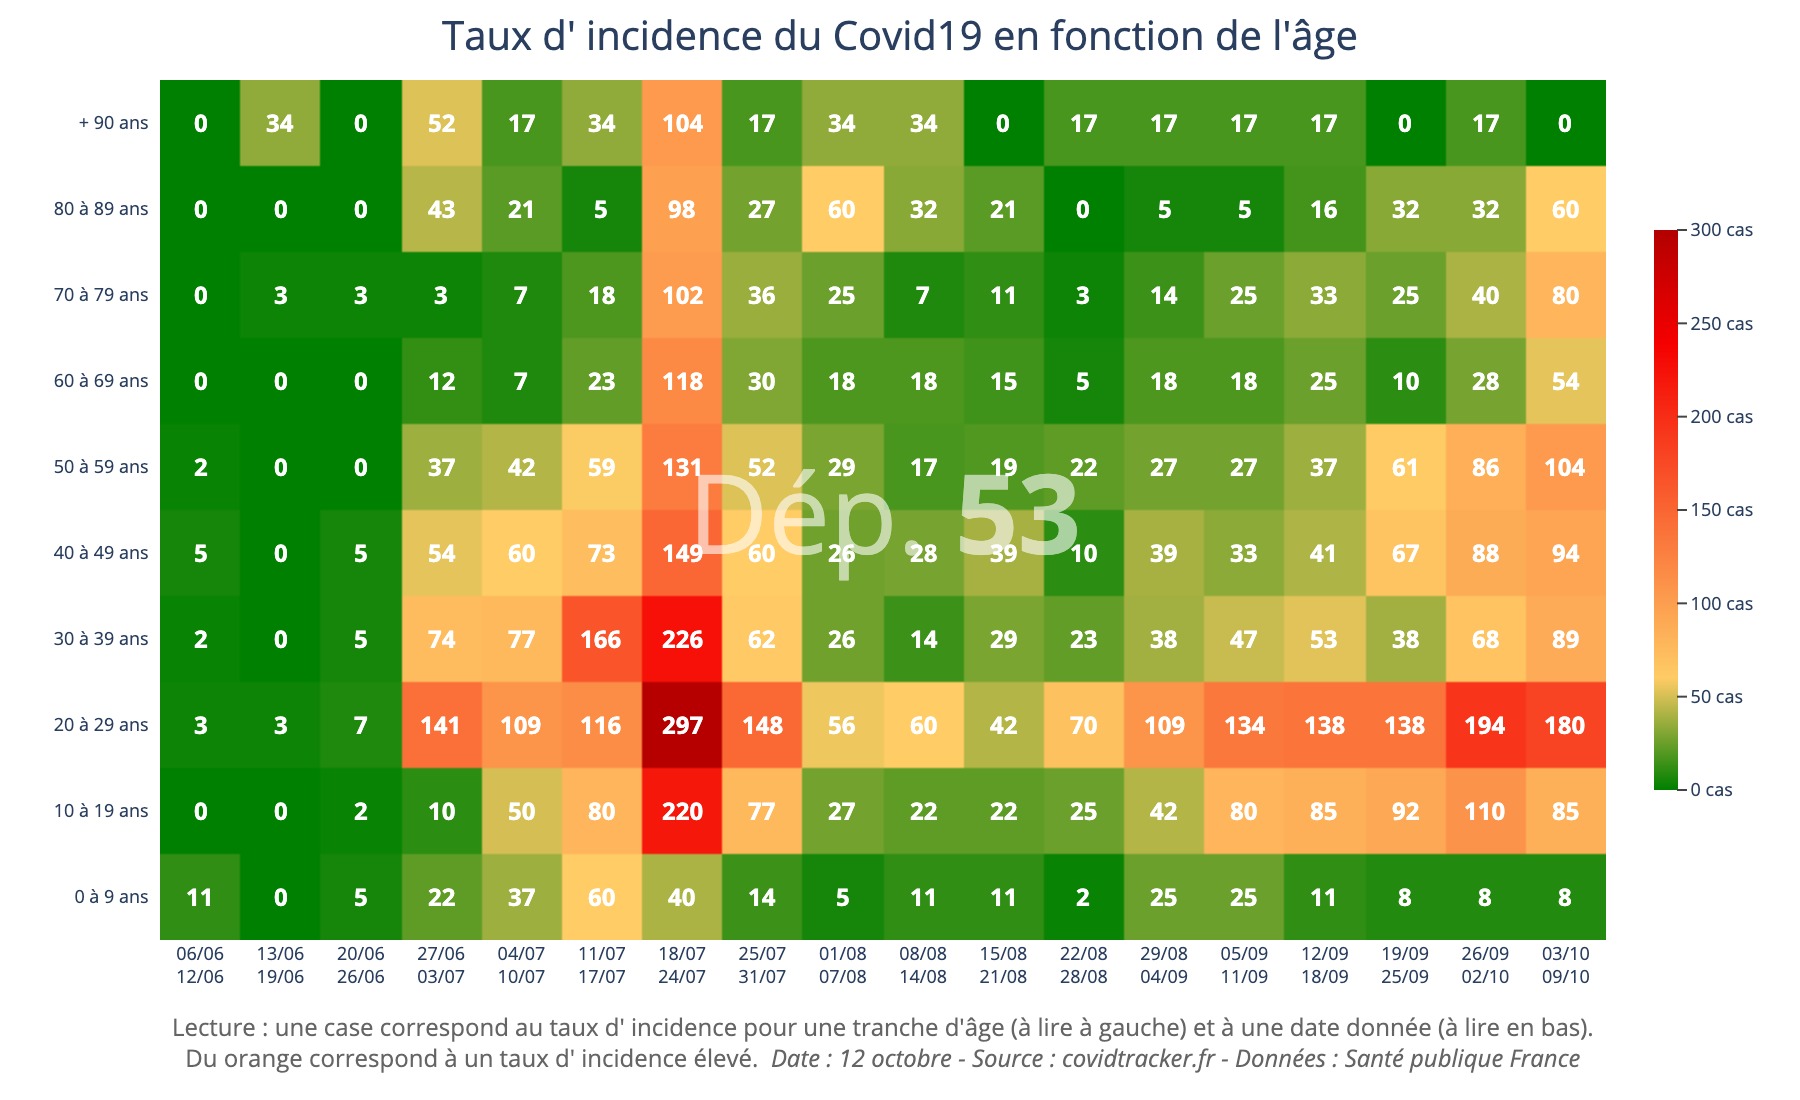 Taux d' incidence du Covid19 en fonction de l'âge
+ 90 ans 0 34 0 52 17 34 104 17 34 34 0 17 17 17 17 0 17 0
80 à 89 ans 0 0 0 43 21 5 98 27 60 32 21 0 5 5 16 32 32 60
70 à 79 ans 0 3 3 3 7 18 102 36 25 7 11 3 14 25 33 25 40 80
60 à 69 ans 0 0 0 12 7 23 118 30 18 18 15 5 18 18 25 10 28 54
50 à 59 ans 2 0 0 37 42 59 131 52 29 17 19 22 27 27 37 61 86 104
Dép. 53
40 à 49 ans 5 0 5 54 60 73 149 60 26 28 39 10 39 33 41 67 88 94
30 à 39 ans 2 0 5 74 77 166 226 62 26 14 29 23 38 47 53 38 68 89
20 à 29 ans 3 3 7 141 109 116 297 148 56 60 42 70 109 134 138 138 194 180
10 à 19 ans 0 0 2 10 50 80 220 77 27 22 22 25 42 80 85 92 110 85
0 à 9 ans 11 0 5 22 37 60 40 14 5 11 11 2 25 25 11 8 8 8
06/06 13/06 20/06 27/06 04/07 11/07 18/07 25/07 01/08 08/08 15/08 22/08 29/08 05/09 12/09 19/09 26/09 03/10
12/06 19/06 26/06 03/07 10/07 17/07 24/07 31/07 07/08 14/08 21/08 28/08 04/09 11/09 18/09 25/09 02/10 09/10
300 cas
250 cas
200 cas
150 cas
100 cas
50 cas
0 cas
Lecture : une case correspond au taux d' incidence pour une tranche d'âge (à lire à gauche) et à une date donnée (à lire en bas).
Du orange correspond à un taux d' incidence élevé. Date : 12 octobre - Source : covidtracker.fr - Données : Santé publique France